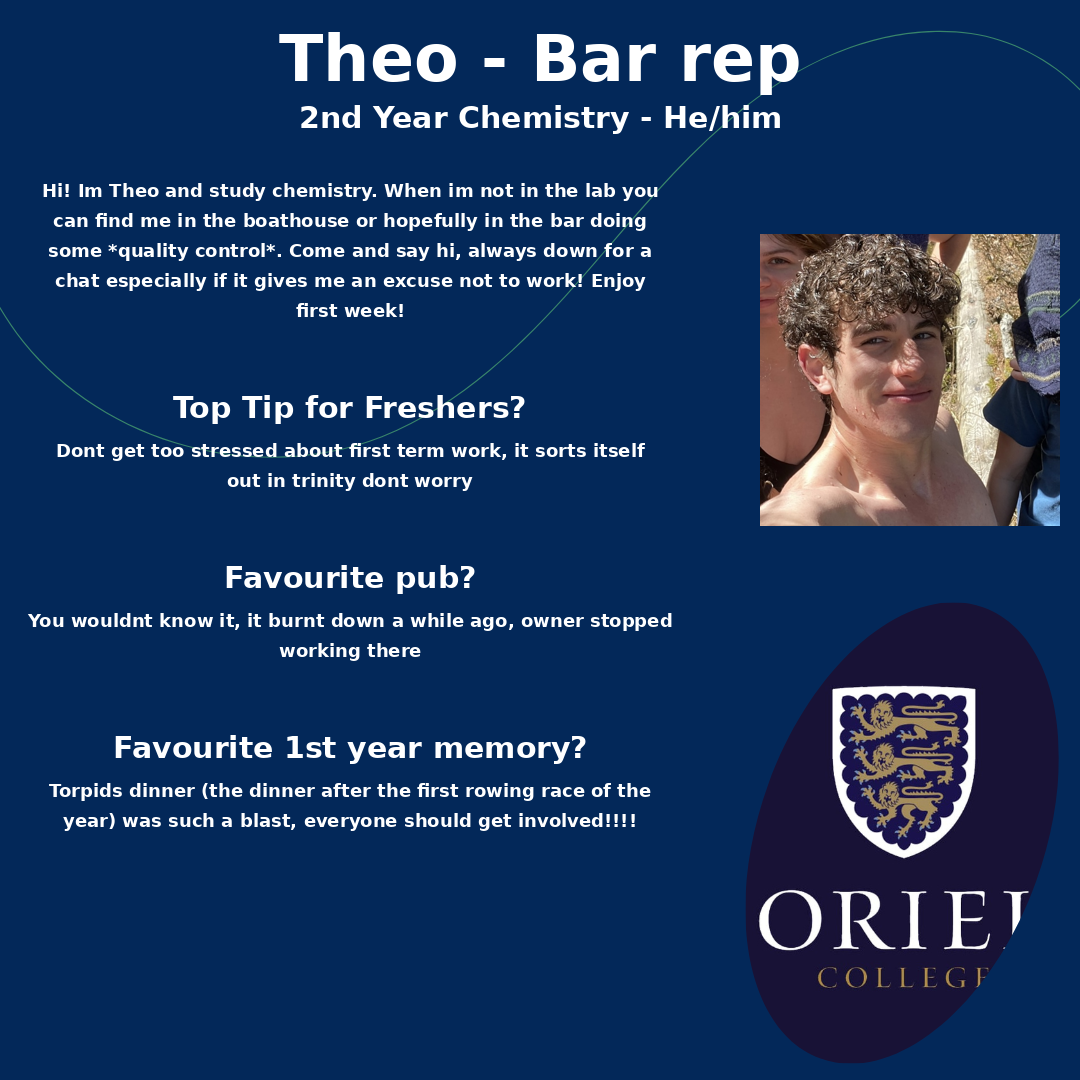 Theo - Bar rep
2nd Year Chemistry - He/him
Hi! Im Theo and study chemistry. When im not in the lab you
can find me in the boathouse or hopefully in the bar doing
some *quality control*. Come and say hi, always down for a
chat especially if it gives me an excuse not to work! Enjoy
first week!
Top Tip for Freshers?
Dont get too stressed about first term work, it sorts itself
out in trinity dont worry
Favourite pub?
You wouldnt know it, it burnt down a while ago, owner stopped
working there
Favourite 1st year memory?
Torpids dinner (the dinner after the first rowing race of the
year) was such a blast, everyone should get involved!!!!
ORIEL
COLLEGE